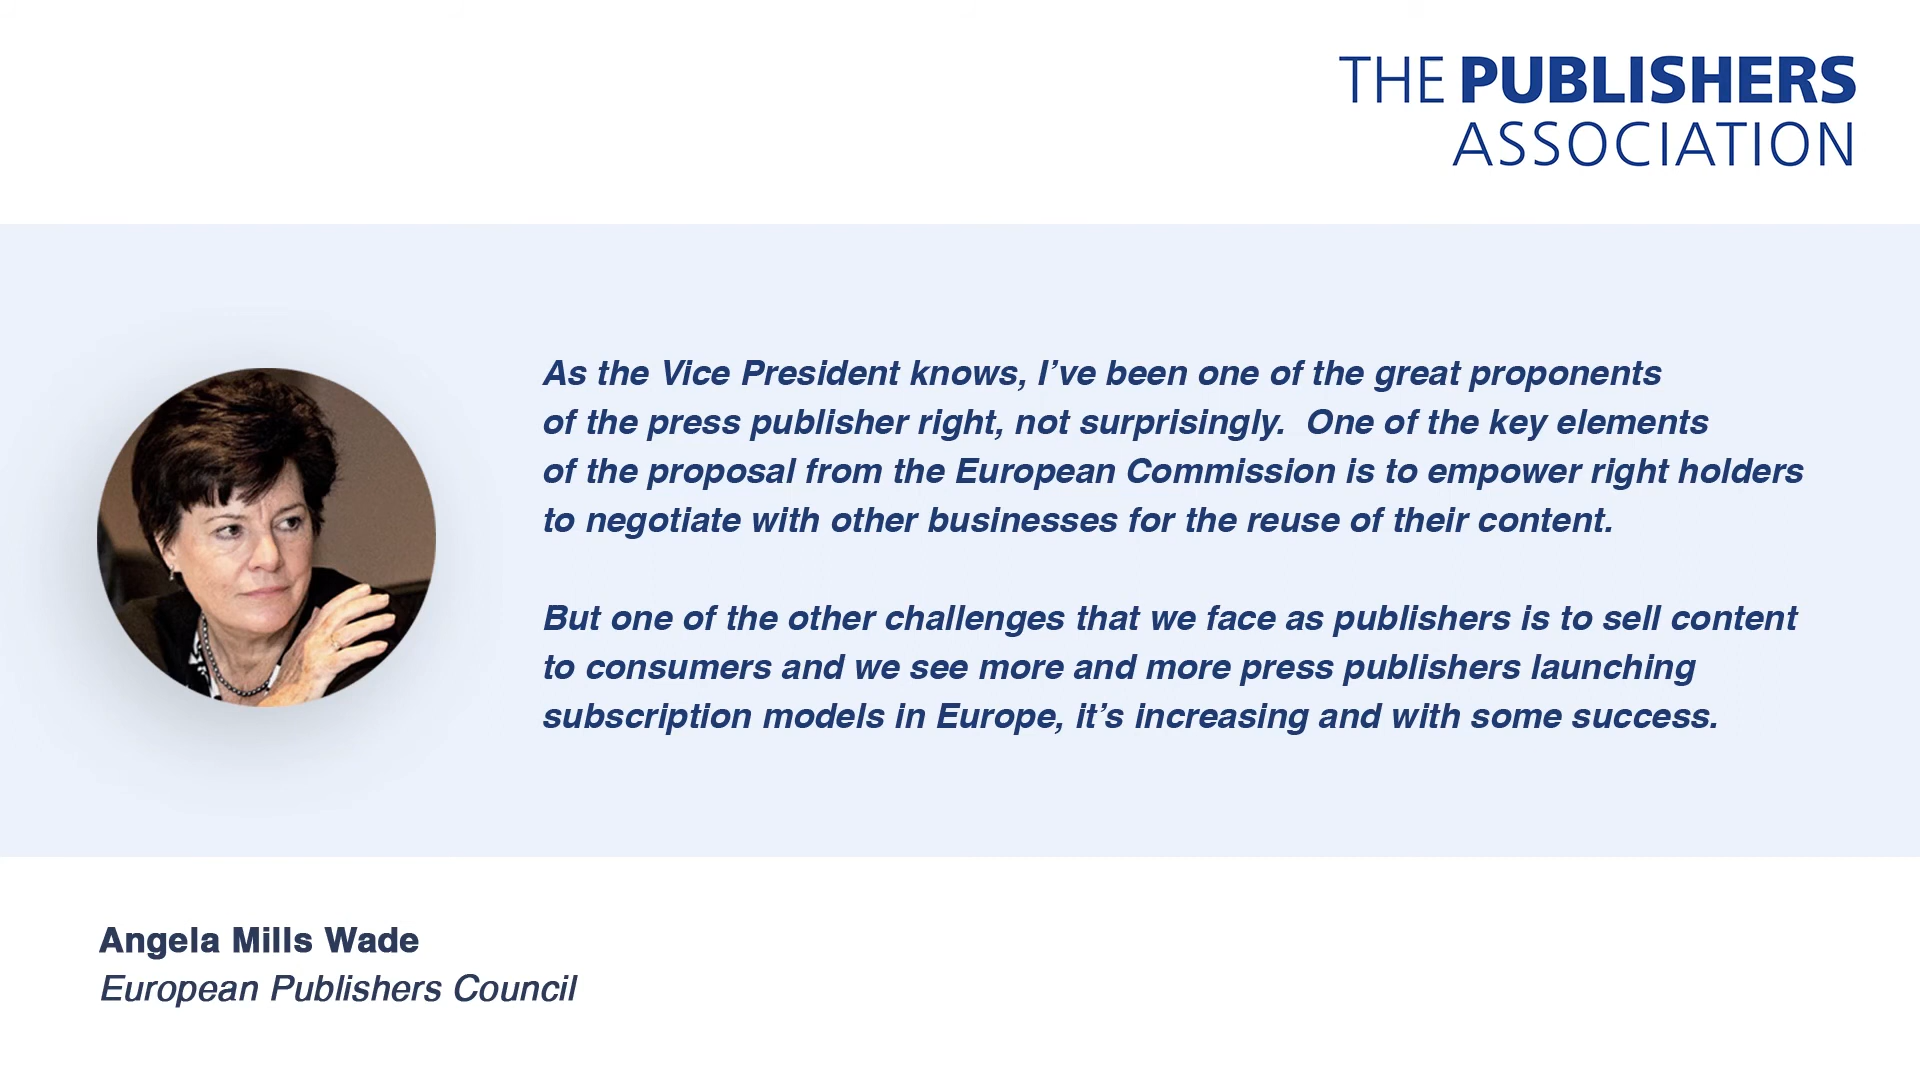 THE PUBLISHERS
ASSOCIATION
As the Vice President knows, I’ve been one of the great proponents
of the press publisher right, not surprisingly.  One of the key elements
of the proposal from the European Commission is to empower right holders
to negotiate with other businesses for the reuse of their content.
But one of the other challenges that we face as publishers is to sell content
to consumers and we see more and more press publishers launching
subscription models in Europe, it’s increasing and with some success.
Angela Mills Wade
European Publishers Council